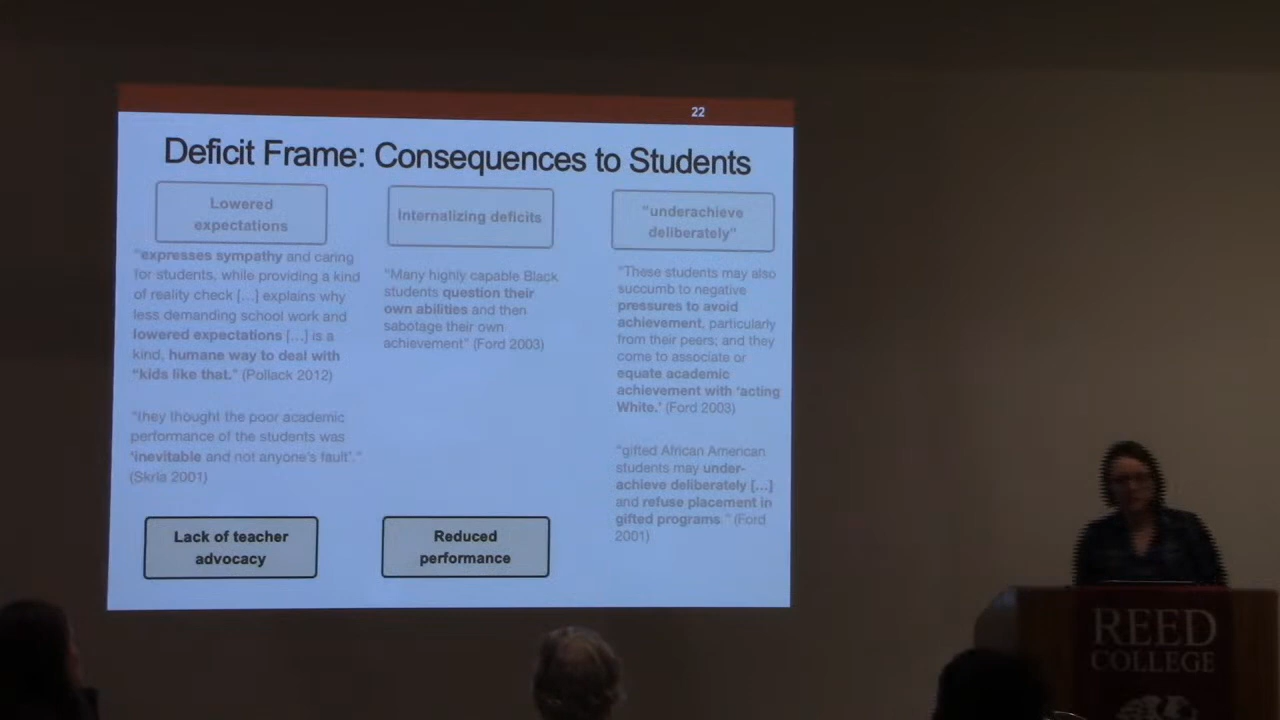 22
Deficit Frame: Consequences to Students
Lowered
expectations
"expresses sympathy and caring
for students, while providing a kind
of reality check [...] explains why
less demanding school work and
lowered expectations [...] is a
kind, humane way to deal with
"kids like that." (Pollack 2012)
"they thought the poor academic
performance of the students was
'inevitable and not anyone's fault'."
(Skria 2001)
Lack of teacher
advocacy
Internalizing deficits
"Many highly capable Black
students question their
own abilities and then
sabotage their own
achievement" (Ford 2003)
Reduced
performance
"underachieve
deliberately"
"These students may also
succumb to negative
pressures to avoid
achievement, particularly
from their peers; and they
come to associate or
equate academic
achievement with 'acting
White.' (Ford 2003)
"gifted African American
students may under-
achieve deliberately [...]
and refuse placement in
gifted programs." (Ford
2001)
REED
COLLEGE